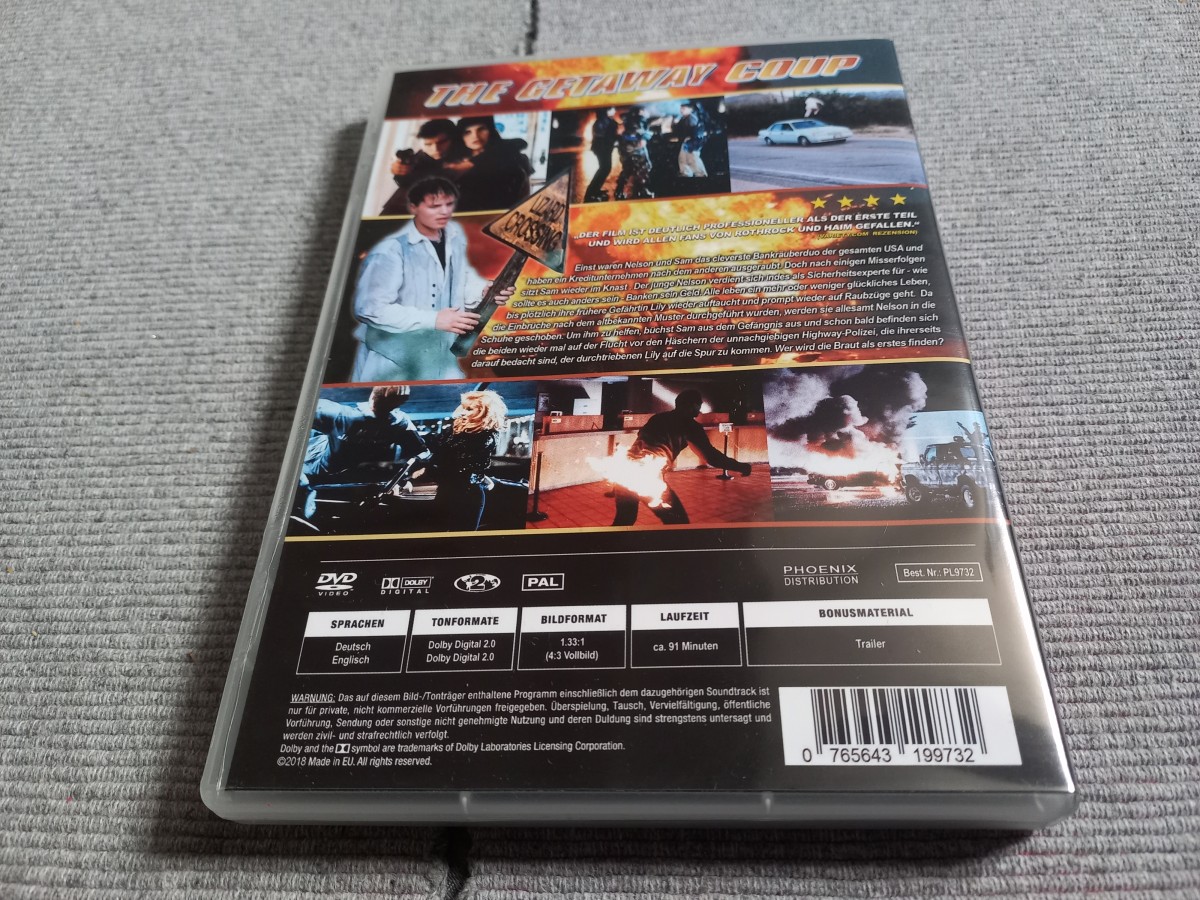 THE GETAWAY COUP
LIZARD
CROSSING
„DER FILM IST DEUTLICH PROFESSIONELLER ALS DER ERSTE TEIL
UND WIRD ALLEN FANS VON ROTHROCK UND HAIM GEFALLEN.“
REZENSION)
Einst waren Nelson und Sam das cleverste Bankräuberduo der gesamten USA und
haben ein Kreditunternehmen nach dem anderen ausgeraubt. Doch nach einigen Misserfolgen
sitzt Sam wieder im Knast . Der junge Nelson verdient sich indes als Sicherheitsexperte für - wie
sollte es auch anders sein - Banken sein Geld. Alle leben ein mehr oder weniger glückliches Leben,
bis plötzlich ihre frühere Gefährtin Lily wieder auftaucht und prompt wieder auf Raubzüge geht. Da
die Einbrüche nach dem altbekannten Muster durchgeführt wurden, werden sie allesamt Nelson in die
Schuhe geschoben. Um ihm zu helfen, buchst Sam aus dem Gefängnis aus und schon bald befinden sich
die beiden wieder mal auf der Flucht vor den Häschern der unnachgiebigen Highway-Polizei, die ihrerseits
darauf bedacht sind, der durchtriebenen Lily auf die Spur zu kommen. Wer wird die Braut als erstes finden?
DVD VIDEO
DOLBY DIGITAL
2
PAL
PHOENIX
DISTRIBUTION
Best. Nr.: PL9732
SPRACHEN
Deutsch
Englisch
TONFORMATE
Dolby Digital 2.0
Dolby Digital 2.0
BILDFORMAT
1.33:1
(4:3 Vollbild)
LAUFZEIT
ca. 91 Minuten
BONUSMATERIAL
Trailer
WARNUNG: Das auf diesem Bild-/Tonträger enthaltene Programm einschließlich dem dazugehörigen Soundtrack ist
nur für private, nicht kommerzielle Vorführungen freigegeben. Überspielung, Tausch, Vervielfältigung, öffentliche
Vorführung, Sendung oder sonstige nicht genehmigte Nutzung und deren Duldung sind strengstens untersagt und
werden zivil- und strafrechtlich verfolgt.
Dolby and the symbol are trademarks of Dolby Laboratories Licensing Corporation.
©2018 Made in EU. All rights reserved.
0 765643 199732